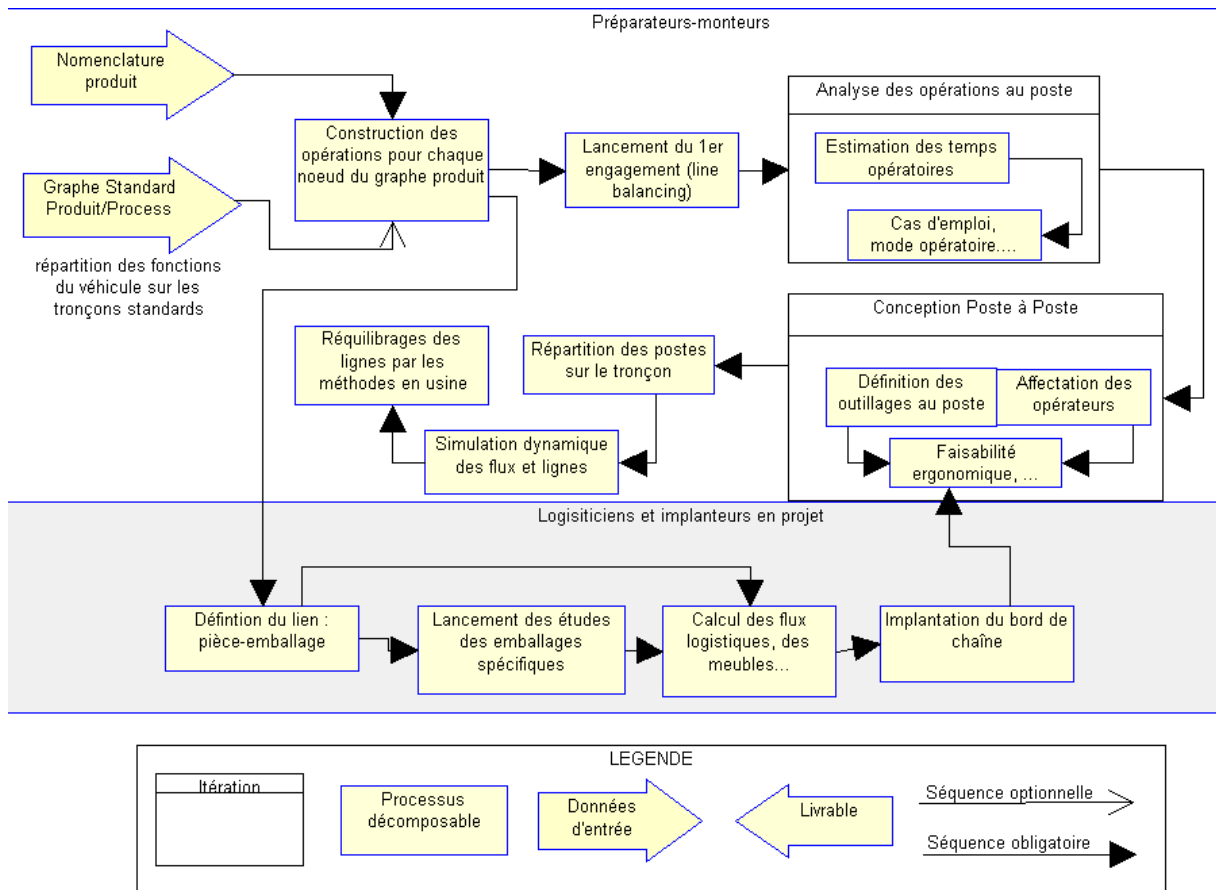 Préparateurs-monteurs
Nomenclature
produit
Construction des
opérations pour chaque
noeud du graphe produit
Lancement du 1er
engagement (line
balancing)
Analyse des opérations au poste
Estimation des temps
opératoires
Cas d'emploi,
mode opératoire....
Graphe Standard
Produit/Process
répartition des fonctions
du véhicule sur les
tronçons standards
Conception Poste à Poste
Définition des
outillages au poste
Affectation des
opérateurs
Faisabilité
ergonomique, ...
Répartition des postes
sur le tronçon
Réquilibrages des
lignes par les
méthodes en usine
Simulation dynamique
des flux et lignes
Logisiticiens et implanteurs en projet
Défintion du lien :
pièce-emballage
Lancement des études
des emballages
spécifiques
Calcul des flux
logistiques, des
meubles...
Implantation du bord de
chaîne
LEGENDE
Itération
Processus
décomposable
Données
d'entrée
Livrable
Séquence optionnelle
Séquence obligatoire